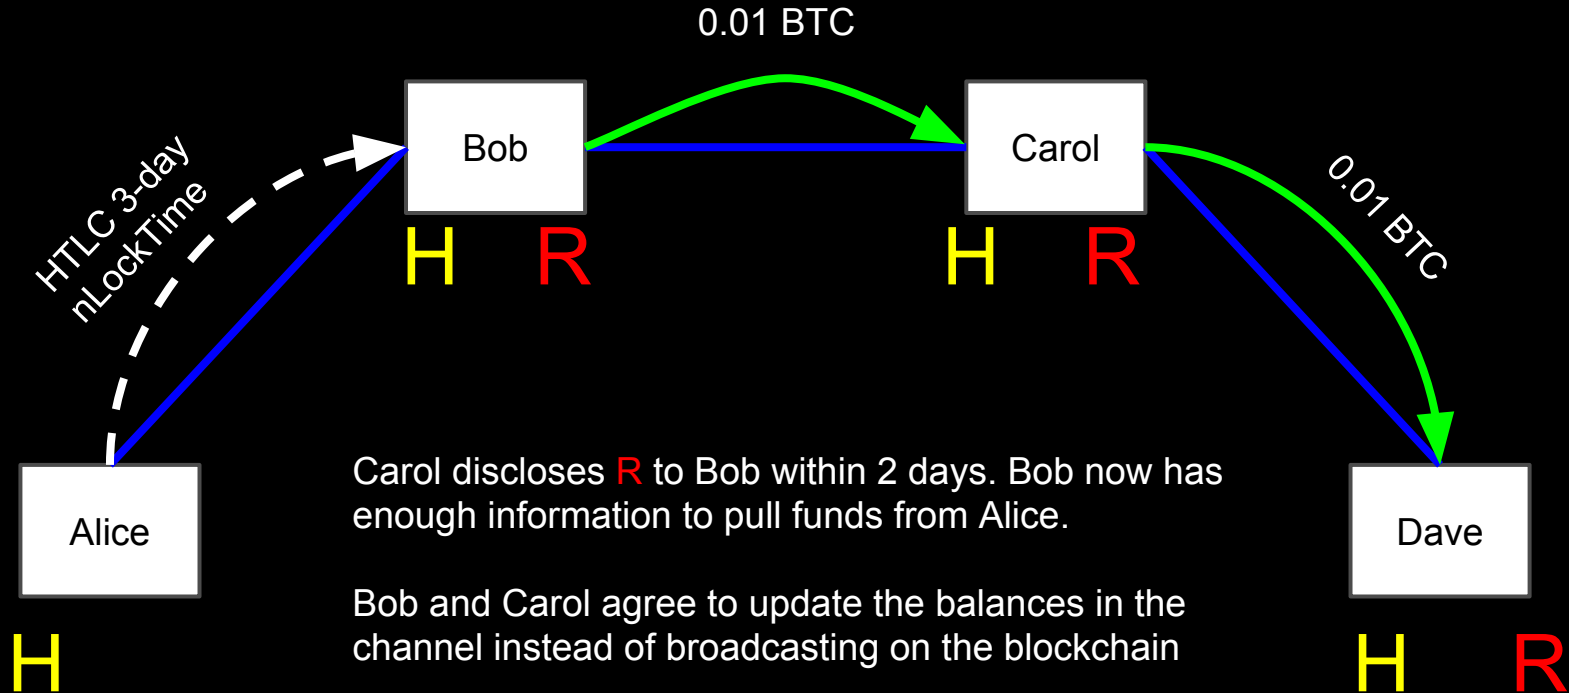 0.01 BTC
HTLC 3-day
nLockTime
Bob
Carol
0.01 BTC
H R
H R
Carol discloses R to Bob within 2 days. Bob now has
enough information to pull funds from Alice.
Alice
Dave
Bob and Carol agree to update the balances in the
channel instead of broadcasting on the blockchain
H
H R